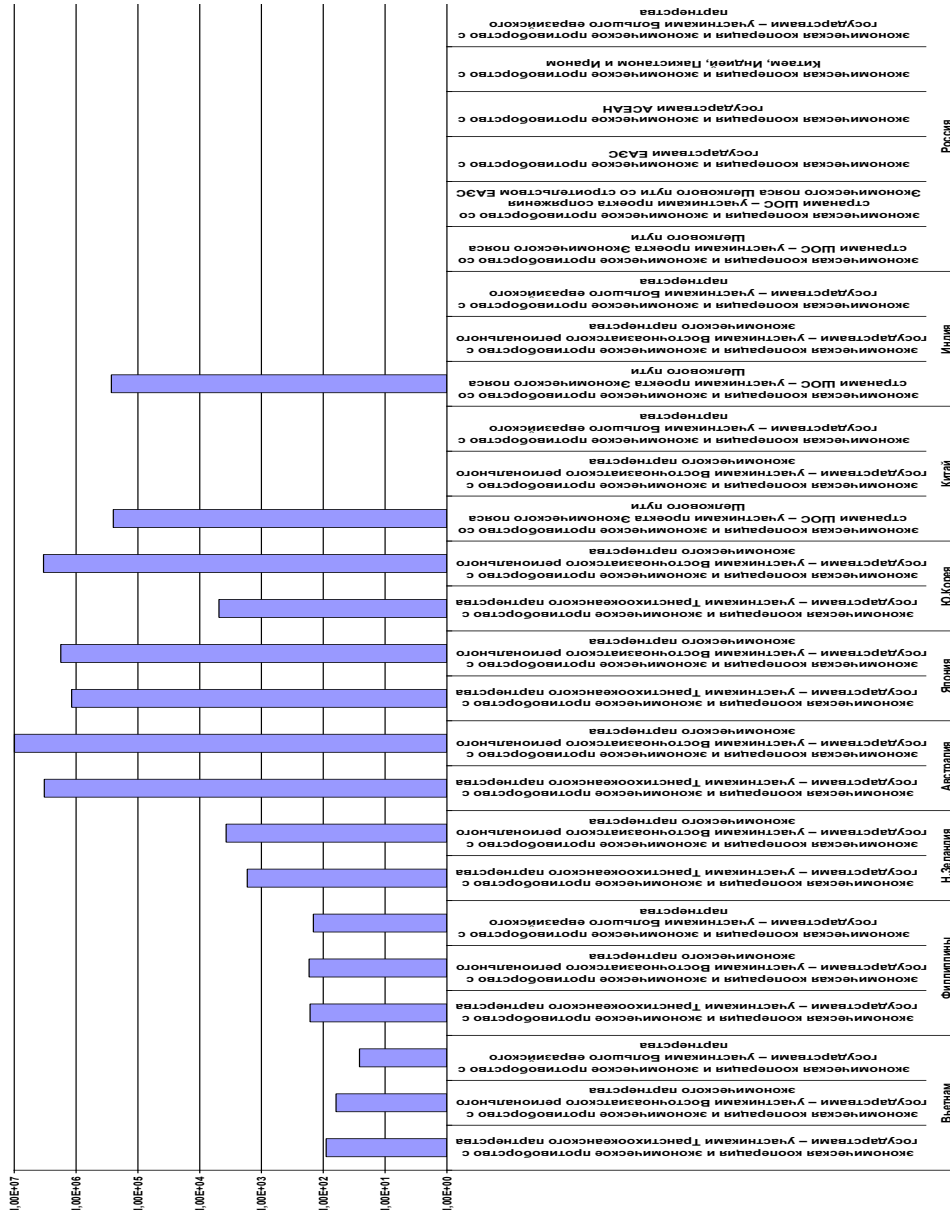 1,00E+07
1,00E+06
1,00E+05
1,00E+04
1,00E+03
1,00E+02
1,00E+01
1,00E+00
экономическая кооперация и экономическое противоборство с
государствами – участниками Транстихоокеанского партнерства
экономическая кооперация и экономическое противоборство с
государствами – участниками Восточноазиатского регионального
экономического партнерства
экономическая кооперация и экономическое противоборство с
государствами – участниками Большого евразийского
партнерства
Вьетнам
экономическая кооперация и экономическое противоборство с
государствами – участниками Транстихоокеанского партнерства
экономическая кооперация и экономическое противоборство с
государствами – участниками Восточноазиатского регионального
экономического партнерства
экономическая кооперация и экономическое противоборство с
государствами – участниками Большого евразийского
партнерства
Филиппины
экономическая кооперация и экономическое противоборство с
государствами – участниками Транстихоокеанского партнерства
экономическая кооперация и экономическое противоборство с
государствами – участниками Восточноазиатского регионального
экономического партнерства
Н.Зеландия
экономическая кооперация и экономическое противоборство с
государствами – участниками Транстихоокеанского партнерства
экономическая кооперация и экономическое противоборство с
государствами – участниками Восточноазиатского регионального
экономического партнерства
Австралия
экономическая кооперация и экономическое противоборство с
государствами – участниками Транстихоокеанского партнерства
экономическая кооперация и экономическое противоборство с
государствами – участниками Восточноазиатского регионального
экономического партнерства
Япония
экономическая кооперация и экономическое противоборство с
государствами – участниками Транстихоокеанского партнерства
экономическая кооперация и экономическое противоборство с
государствами – участниками Восточноазиатского регионального
экономического партнерства
Ю.Корея
экономическая кооперация и экономическое противоборство со
странами ШОС – участниками проекта Экономического пояса
Шелкового пути
экономическая кооперация и экономическое противоборство с
государствами – участниками Восточноазиатского регионального
экономического партнерства
экономическая кооперация и экономическое противоборство с
государствами – участниками Большого евразийского
партнерства
Китай
экономическая кооперация и экономическое противоборство со
странами ШОС – участниками проекта Экономического пояса
Шелкового пути
экономическая кооперация и экономическое противоборство с
государствами – участниками Восточноазиатского регионального
экономического партнерства
экономическая кооперация и экономическое противоборство с
государствами – участниками Большого евразийского
партнерства
Индия
экономическая кооперация и экономическое противоборство со
странами ШОС – участниками проекта Экономического пояса
Шелкового пути
экономическая кооперация и экономическое противоборство со
странами ШОС – участниками проекта сопряжения
Экономического пояса Шелкового пути со строительством ЕАЭС
экономическая кооперация и экономическое противоборство с
государствами ЕАЭС
экономическая кооперация и экономическое противоборство с
государствами АСЕАН
экономическая кооперация и экономическое противоборство с
Китаем, Индией, Пакистаном и Ираном
экономическая кооперация и экономическое противоборство с
государствами – участниками Большого евразийского
партнерства
Россия